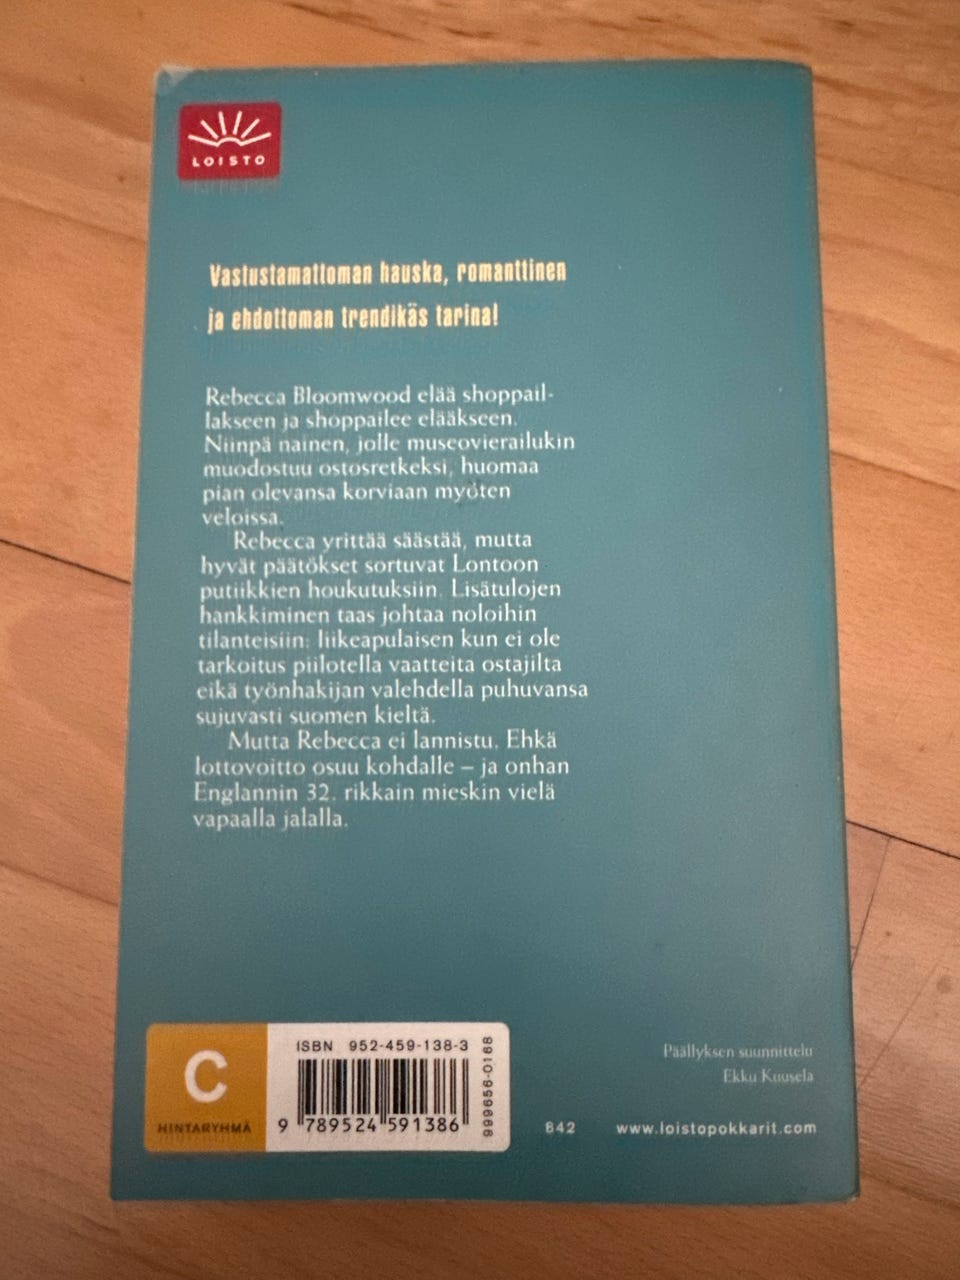 LOISTO
Vastustamattoman hauska, romanttinen
ja ehdottoman trendikäs tarina!
Rebecca Bloomwood elää shoppail-
lakseen ja shoppailee elääkseen.
Niinpä nainen, jolle museovierailukin
muodostuu ostosretkeksi, huomaa
pian olevansa korviaan myöten
veloissa.
Rebecca yrittää säästää, mutta
hyvät päätökset sortuvat Lontoon
putiikkien houkutuksiin. Lisätulojen
hankkiminen taas johtaa noloihin
tilanteisiin: liikeapulaisen kun ei ole
tarkoitus piilotella vaatteita ostajilta
eikä työnhakijan valehdella puhuvansa
sujuvasti suomen kieltä.
Mutta Rebecca ei lannistu. Ehkä
lottovoitto osuu kohdalle – ja onhan
Englannin 32. rikkain mieskin vielä
vapaalla jalalla.
C
HINTARYHMÄ
ISBN 952-459-138-3
9 789524 591386
999656-0168
Päällyksen suunnittelu
Ekku Kuusela
842 www.loistopokkarit.com